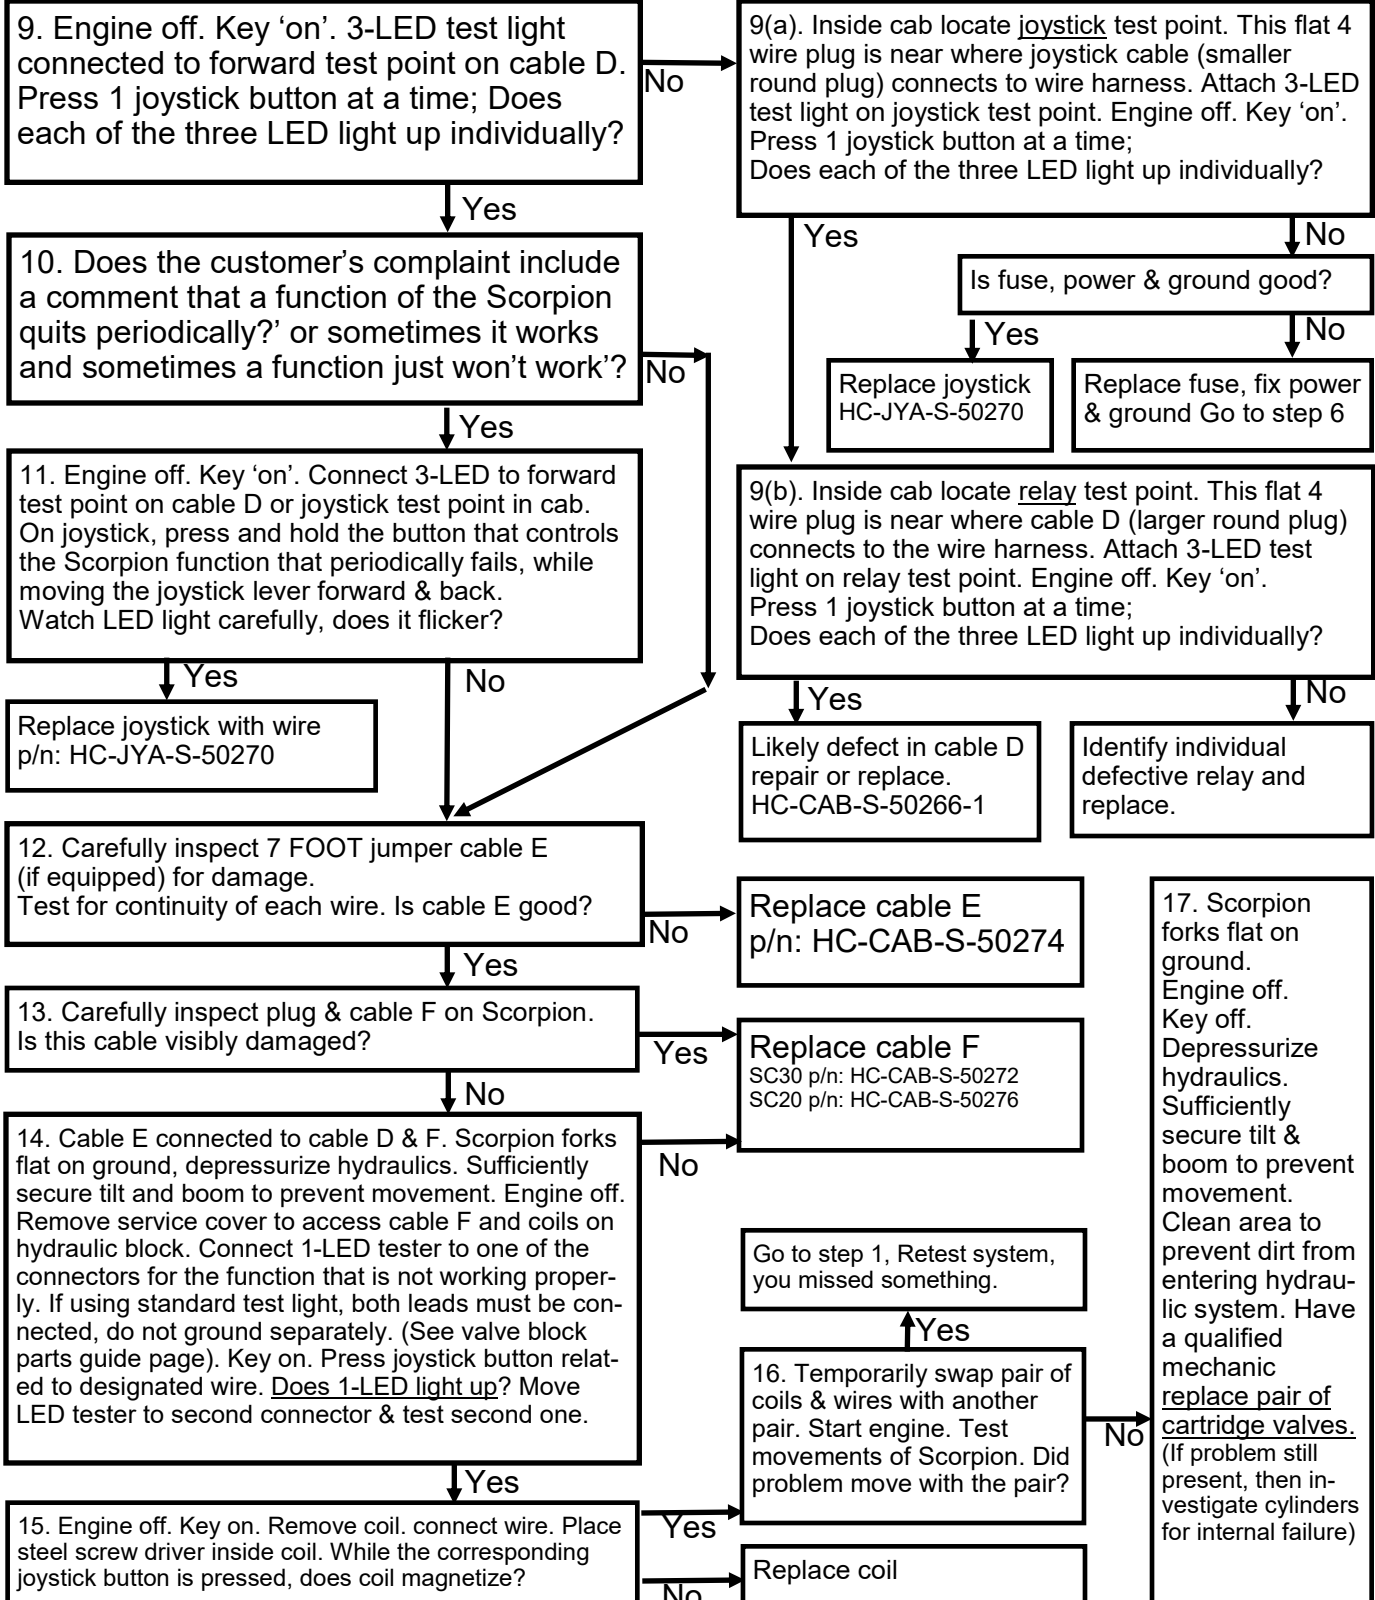 9. Engine off. Key ‘on’. 3-LED test light
connected to forward test point on cable D.
Press 1 joystick button at a time; Does
each of the three LED light up individually?
No
Yes
9(a). Inside cab locate joystick test point. This flat 4
wire plug is near where joystick cable (smaller
round plug) connects to wire harness. Attach 3-LED
test light on joystick test point. Engine off. Key ‘on’.
Press 1 joystick button at a time;
Does each of the three LED light up individually?
Yes
No
Is fuse, power & ground good?
Yes
No
Replace joystick
HC-JYA-S-50270
Replace fuse, fix power
& ground Go to step 6
10. Does the customer’s complaint include
a comment that a function of the Scorpion
quits periodically?’ or sometimes it works
and sometimes a function just won’t work’?
No
Yes
11. Engine off. Key ‘on’. Connect 3-LED to forward
test point on cable D or joystick test point in cab.
On joystick, press and hold the button that controls
the Scorpion function that periodically fails, while
moving the joystick lever forward & back.
Watch LED light carefully, does it flicker?
Yes
No
Replace joystick with wire
p/n: HC-JYA-S-50270
9(b). Inside cab locate relay test point. This flat 4
wire plug is near where cable D (larger round plug)
connects to the wire harness. Attach 3-LED test
light on relay test point. Engine off. Key ‘on’.
Press 1 joystick button at a time;
Does each of the three LED light up individually?
Yes
No
Likely defect in cable D
repair or replace.
HC-CAB-S-50266-1
Identify individual
defective relay and
replace.
12. Carefully inspect 7 FOOT jumper cable E
(if equipped) for damage.
Test for continuity of each wire. Is cable E good?
No
Yes
Replace cable E
p/n: HC-CAB-S-50274
13. Carefully inspect plug & cable F on Scorpion.
Is this cable visibly damaged?
Yes
No
Replace cable F
SC30 p/n: HC-CAB-S-50272
SC20 p/n: HC-CAB-S-50276
14. Cable E connected to cable D & F. Scorpion forks
flat on ground, depressurize hydraulics. Sufficiently
secure tilt and boom to prevent movement. Engine off.
Remove service cover to access cable F and coils on
hydraulic block. Connect 1-LED tester to one of the
connectors for the function that is not working proper-
ly. If using standard test light, both leads must be con-
nected, do not ground separately. (See valve block
parts guide page). Key on. Press joystick button relat-
ed to designated wire. Does 1-LED light up? Move
LED tester to second connector & test second one.
No
Yes
15. Engine off. Key on. Remove coil. connect wire. Place
steel screw driver inside coil. While the corresponding
joystick button is pressed, does coil magnetize?
Yes
No
Replace coil
Go to step 1, Retest system,
you missed something.
Yes
16. Temporarily swap pair of
coils & wires with another
pair. Start engine. Test
movements of Scorpion. Did
problem move with the pair?
No
17. Scorpion
forks flat on
ground.
Engine off.
Key off.
Depressurize
hydraulics.
Sufficiently
secure tilt &
boom to prevent
movement.
Clean area to
prevent dirt from
entering hydrau-
lic system. Have
a qualified
mechanic
replace pair of
cartridge valves.
(If problem still
present, then in-
vestigate cylinders
for internal failure)